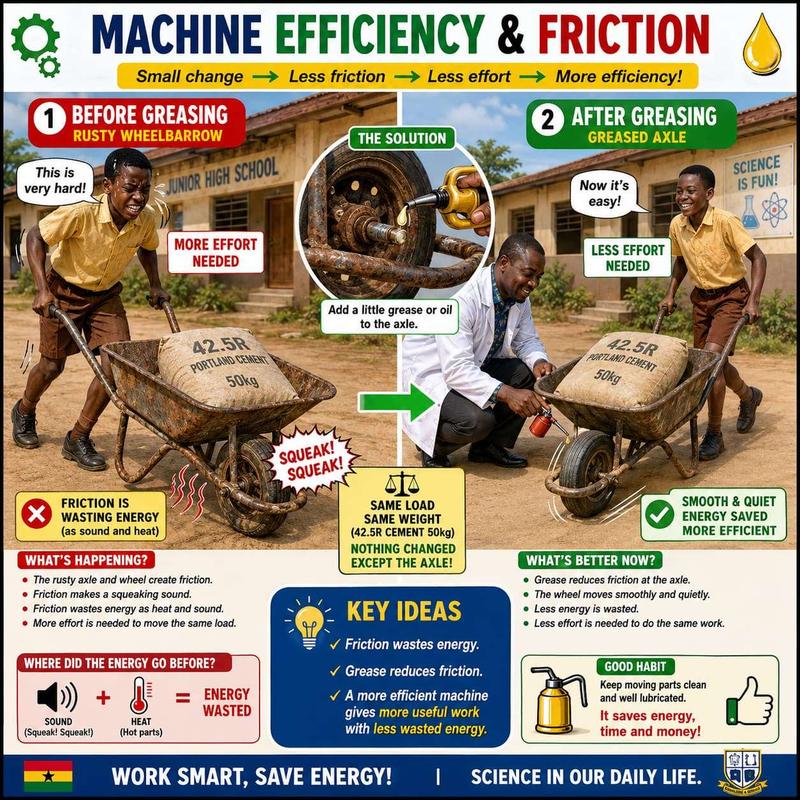 MACHINE EFFICIENCY & FRICTION
Small change → Less friction → Less effort → More efficiency!
1 BEFORE GREASING
RUSTY WHEELBARROW
This is
very hard!
JUNIOR HIGH SCHOOL
MORE EFFORT
NEEDED
42.5R
PORTLAND CEMENT
50kg
SQUEAK!
SQUEAK!
FRICTION IS
WASTING ENERGY
(as sound and heat)
THE SOLUTION
Add a little grease or oil
to the axle.
2 AFTER GREASING
GREASED AXLE
Now it's
easy!
SCIENCE
IS FUN!
LESS EFFORT
NEEDED
42.5R
PORTLAND CEMENT
50kg
SMOOTH & QUIET
ENERGY SAVED
MORE EFFICIENT
SAME LOAD
SAME WEIGHT
(42.5R CEMENT 50kg)
NOTHING CHANGED
EXCEPT THE AXLE!
WHAT'S HAPPENING?
• The rusty axle and wheel create friction.
• Friction makes a squeaking sound.
• Friction wastes energy as heat and sound.
• More effort is needed to move the same load.
WHAT'S BETTER NOW?
• Grease reduces friction at the axle.
• The wheel moves smoothly and quietly.
• Less energy is wasted.
• Less effort is needed to do the same work.
KEY IDEAS
✓ Friction wastes energy.
✓ Grease reduces friction.
✓ A more efficient machine
gives more useful work
with less wasted energy.
WHERE DID THE ENERGY GO BEFORE?
SOUND
(Squeak! Squeak!)
+
HEAT
(Hot parts)
= ENERGY
WASTED
GOOD HABIT
Keep moving parts clean
and well lubricated.
It saves energy,
time and money!
WORK SMART, SAVE ENERGY! | SCIENCE IN OUR DAILY LIFE.